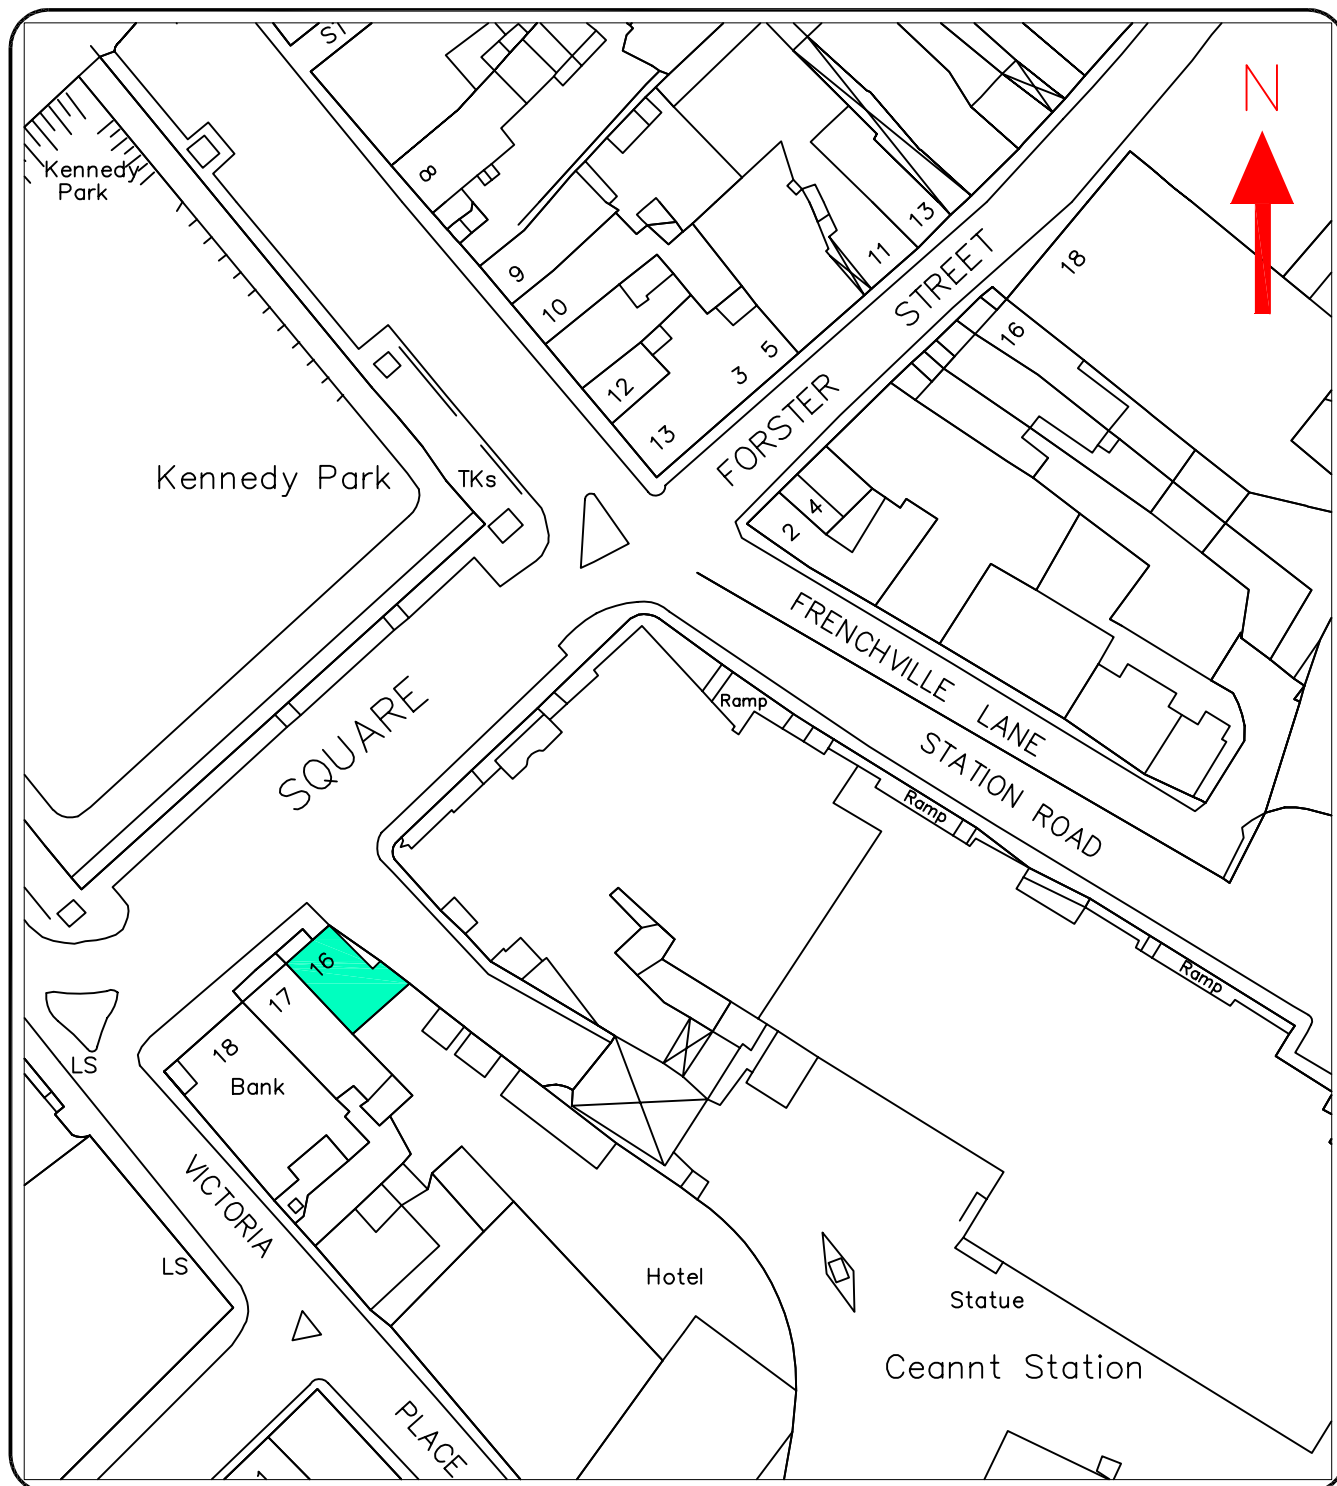 ST
N
Kennedy
Park
8
13
11
9
STREET
18
10
16
5
3
12
FORSTER
13
Kennedy Park
TKs
4
2
FRENCHVILLE LANE
Ramp
SQUARE
STATION ROAD
Ramp
16
Ramp
17
18
LS
Bank
VICTORIA
LS
Hotel
Statue
Ceannt Station
PLACE
1